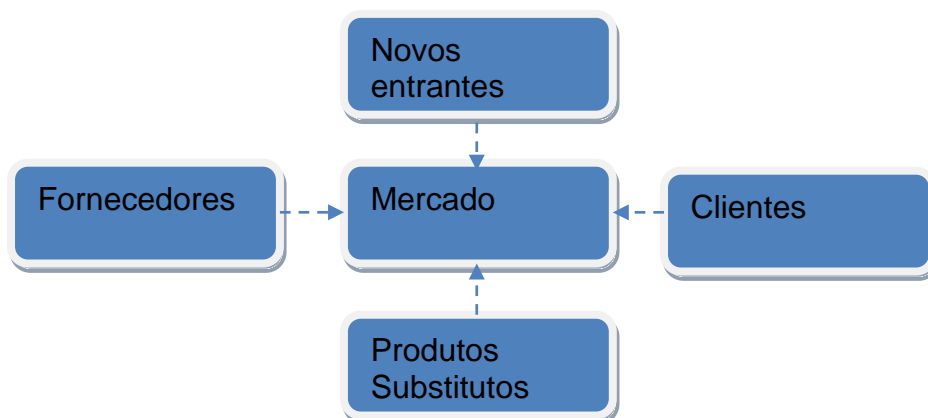 Novos
entrantes
Fornecedores
Mercado
Clientes
Produtos
Substitutos